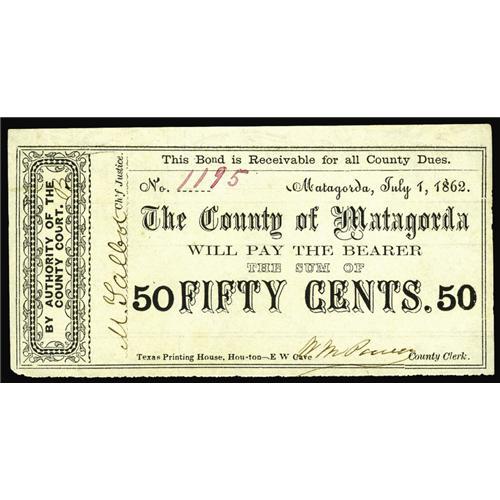 BY AUTHORITY OF THE
COUNTY COURT.
M. Talbot Ch'f Justice.
This Bond is Receivable for all County Dues.
No. 1195 Matagorda, July 1, 1862.
The County of Matagorda
WILL PAY THE BEARER
THE SUM OF
50 FIFTY CENTS. 50
Texas Printing House, Hou-ton—E W Cave County Clerk.